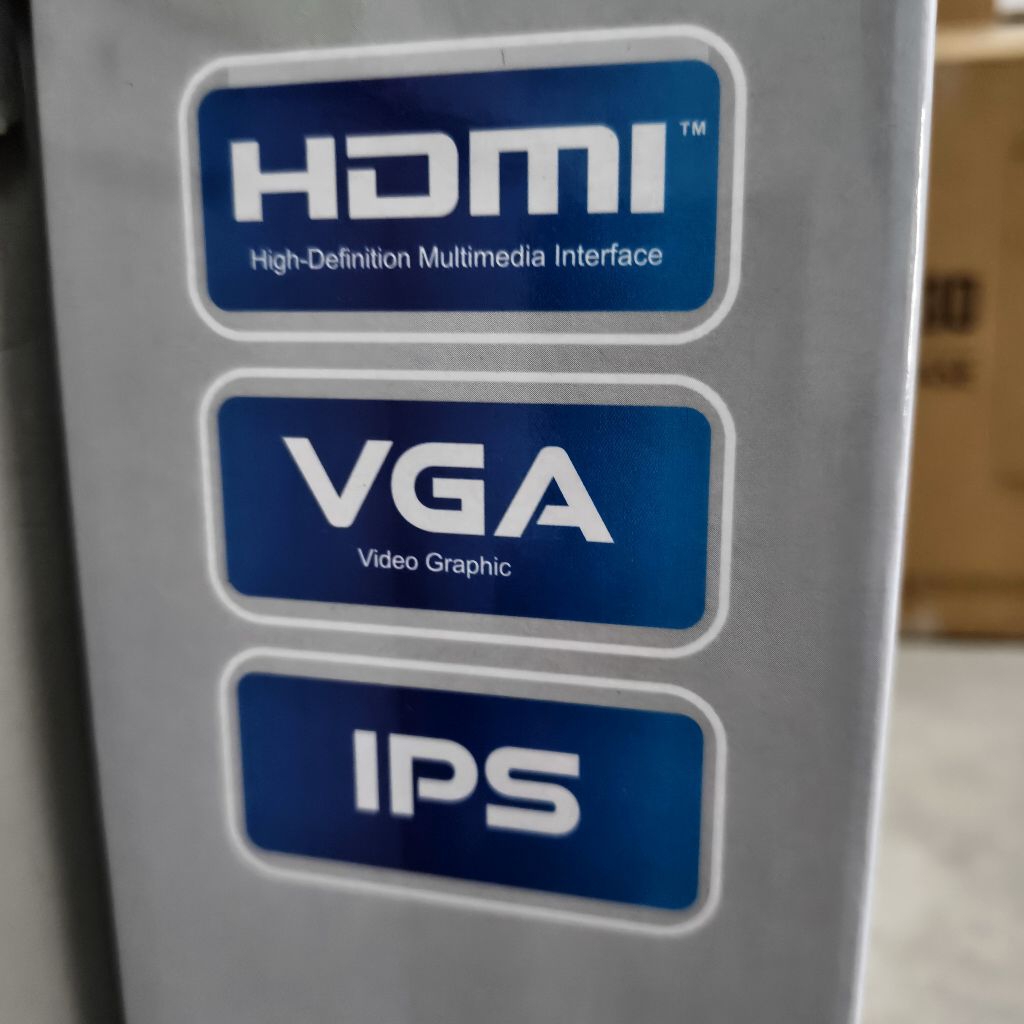 HDMI™
High-Definition Multimedia Interface
VGA
Video Graphic
IPS